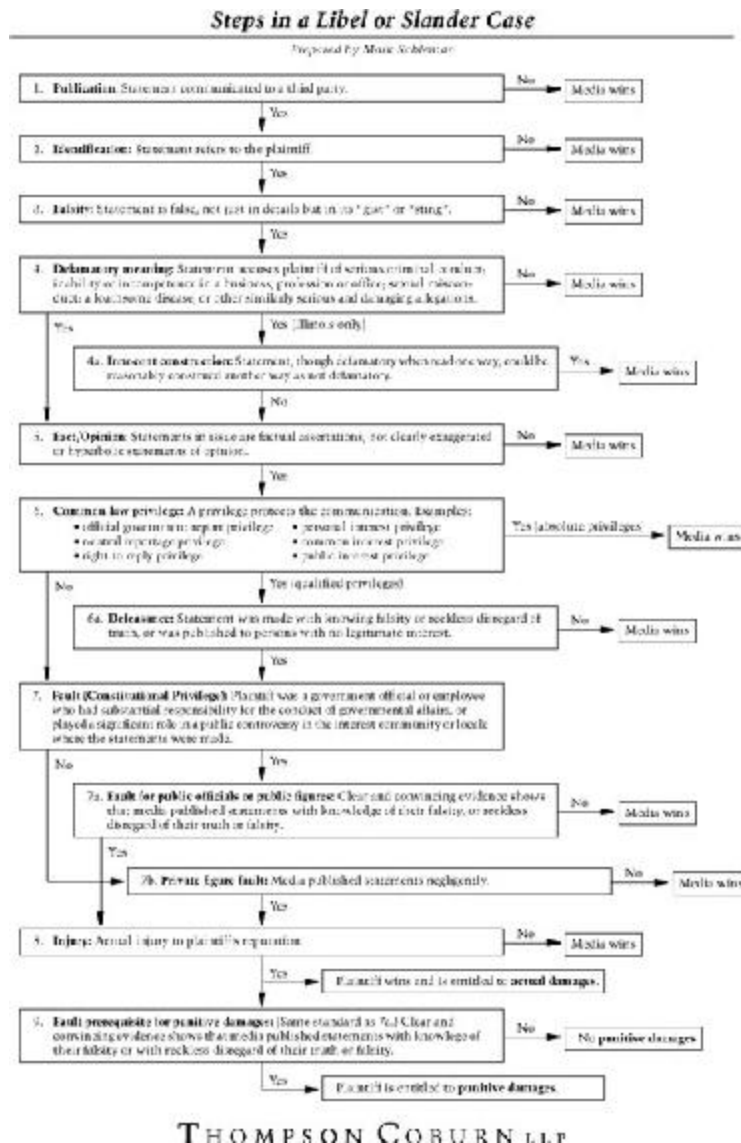 Steps in a Libel or Slander Case
Prepared by Mark Sableman
1. Publication: Statement communicated to a third party.
No
Media wins
Yes
2. Identification: Statement refers to the plaintiff.
No
Media wins
Yes
3. Falsity: Statement is false, not just in details but in its "gist" or "sting".
No
Media wins
Yes
4. Defamatory meaning: Statement accuses plaintiff of serious criminal conduct;
inability or incompetence in a business, profession or office; sexual miscon-
duct; a loathsome disease, or other similarly serious and damaging allegations.
No
Media wins
Yes
Yes (Illinois only)
4a. Innocent construction: Statement, though defamatory when read one way, could be
reasonably construed another way as not defamatory.
Yes
Media wins
No
5. Fact/Opinion: Statements in issue are factual assertions, not clearly exaggerated
or hyperbolic statements of opinion.
No
Media wins
Yes
6. Common law privilege: A privilege protects the communication. Examples:
• official government report privilege • personal interest privilege
• neutral reportage privilege • common interest privilege
• right to reply privilege • public interest privilege
Yes (absolute privileges)
Media wins
No
Yes (qualified privileges)
6a. Defeasance: Statement was made with knowing falsity or reckless disregard of
truth, or was published to persons with no legitimate interest.
No
Media wins
Yes
7. Fault (Constitutional Privilege): Plaintiff was a government official or employee
who had substantial responsibility for the conduct of governmental affairs, or
played a significant role in a public controversy in the interest community or locale
where the statements were made.
No
Yes
7a. Fault for public officials or public figures: Clear and convincing evidence shows
that media published statements with knowledge of their falsity, or reckless
disregard of their truth or falsity.
No
Media wins
Yes
7b. Private figure fault: Media published statements negligently.
No
Media wins
Yes
8. Injury: Actual injury to plaintiff's reputation.
No
Media wins
Yes
Plaintiff wins and is entitled to actual damages.
9. Fault prerequisite for punitive damages: (Same standard as 7a.) Clear and
convincing evidence shows that media published statements with knowlege of
their falsity or with reckless disregard of their truth or falsity.
No
No punitive damages
Yes
Plaintiff is entitled to punitive damages.
THOMPSON COBURN LLP